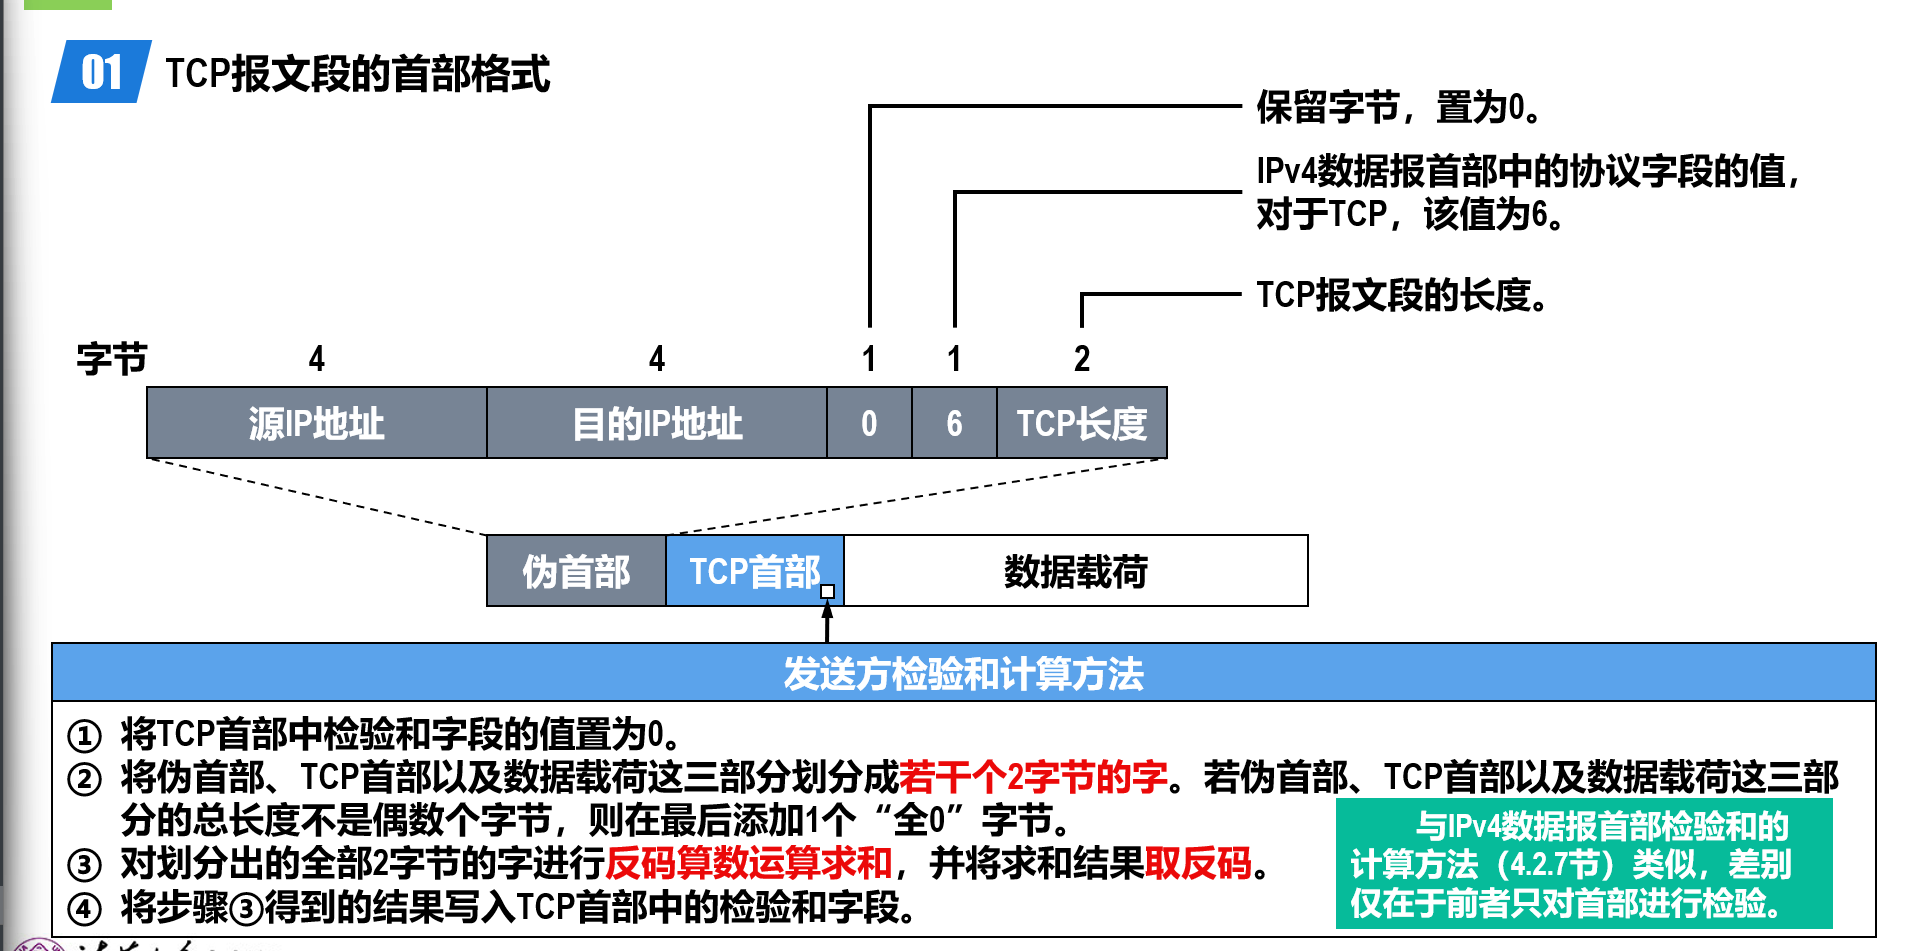 01 TCP报文段的首部格式
保留字节，置为0。
IPv4数据报首部中的协议字段的值，
对于TCP，该值为6。
TCP报文段的长度。
字节 4 4 1 1 2
源IP地址 目的IP地址 0 6 TCP长度
伪首部 TCP首部 数据载荷
发送方检验和计算方法
① 将TCP首部中检验和字段的值置为0。
② 将伪首部、TCP首部以及数据载荷这三部分划分成若干个2字节的字。若伪首部、TCP首部以及数据载荷这三部
分的总长度不是偶数个字节，则在最后添加1个“全0”字节。
③ 对划分出的全部2字节的字进行反码算数运算求和，并将求和结果取反码。
④ 将步骤③得到的结果写入TCP首部中的检验和字段。
与IPv4数据报首部检验和的
计算方法（4.2.7节）类似，差别
仅在于前者只对首部进行检验。